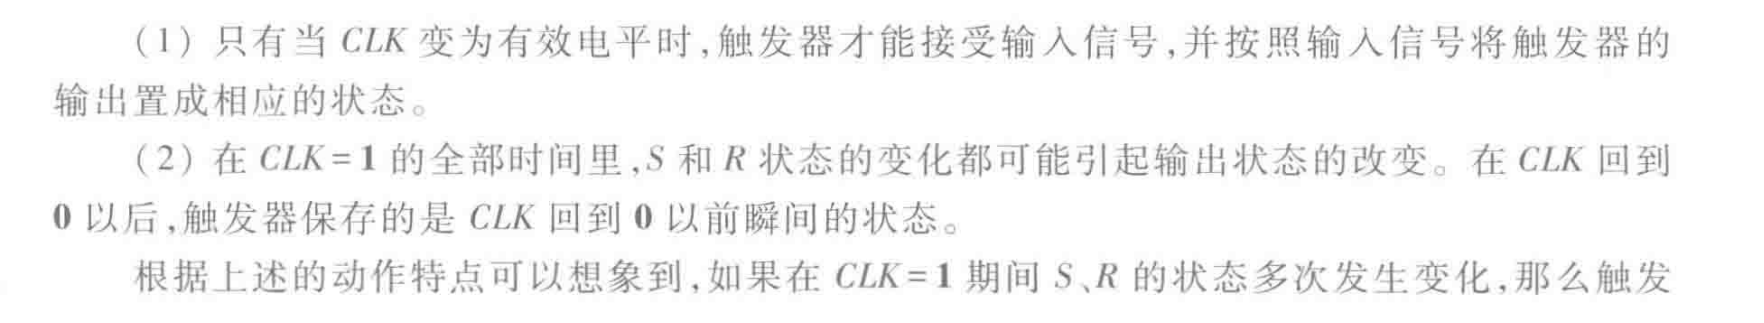 (1) 只有当 CLK 变为有效电平时,触发器才能接受输入信号,并按照输入信号将触发器的
输出置成相应的状态。
(2) 在 CLK=1 的全部时间里,S 和 R 状态的变化都可能引起输出状态的改变。在 CLK 回到
0 以后,触发器保存的是 CLK 回到 0 以前瞬间的状态。
根据上述的动作特点可以想象到,如果在 CLK=1 期间 S、R 的状态多次发生变化,那么触发